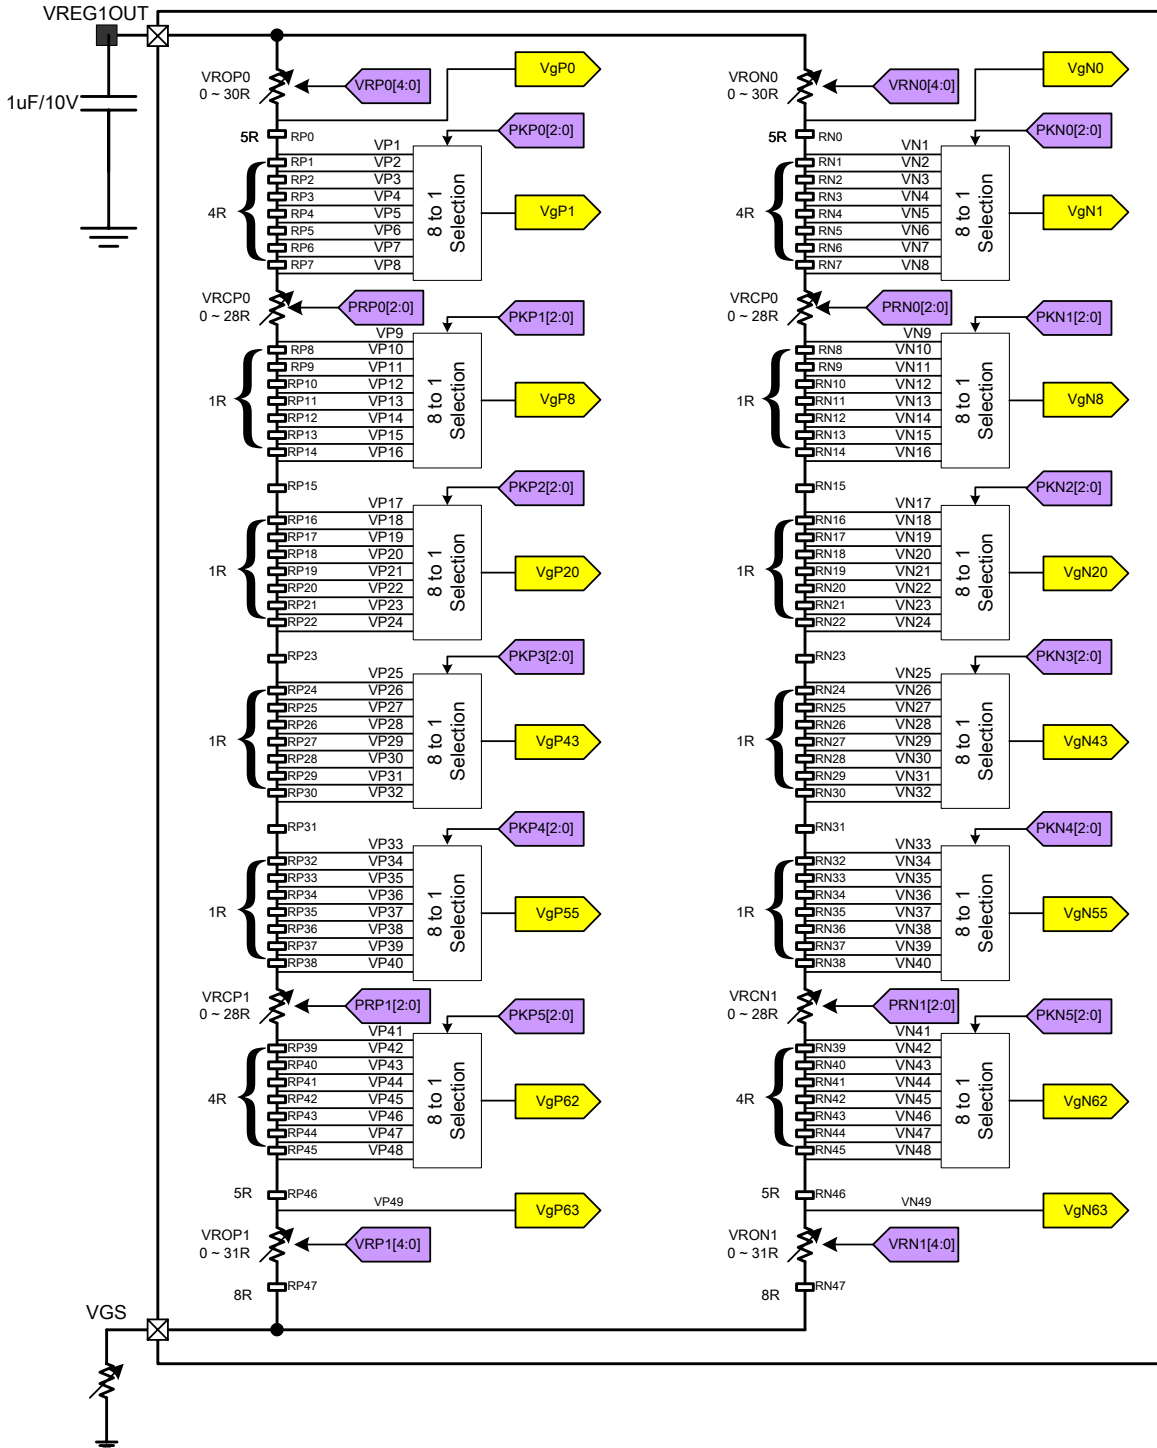 VREG1OUT
1uF/10V
VROP0
0 ~ 30R
VRP0[4:0]
VgP0
5R
RP0
PKP0[2:0]
VP1
RP1
VP2
RP2
VP3
RP3
VP4
4R
RP4
VP5
RP5
VP6
RP6
VP7
RP7
VP8
8 to 1
Selection
VgP1
VRCP0
0 ~ 28R
PRP0[2:0]
PKP1[2:0]
VP9
RP8
VP10
RP9
VP11
RP10
VP12
1R
RP11
VP13
RP12
VP14
RP13
VP15
RP14
VP16
8 to 1
Selection
VgP8
RP15
PKP2[2:0]
VP17
RP16
VP18
RP17
VP19
RP18
VP20
1R
RP19
VP21
RP20
VP22
RP21
VP23
RP22
VP24
8 to 1
Selection
VgP20
RP23
PKP3[2:0]
VP25
RP24
VP26
RP25
VP27
RP26
VP28
1R
RP27
VP29
RP28
VP30
RP29
VP31
RP30
VP32
8 to 1
Selection
VgP43
RP31
PKP4[2:0]
VP33
RP32
VP34
RP33
VP35
RP34
VP36
1R
RP35
VP37
RP36
VP38
RP37
VP39
RP38
VP40
8 to 1
Selection
VgP55
VRCP1
0 ~ 28R
PRP1[2:0]
PKP5[2:0]
VP41
RP39
VP42
RP40
VP43
RP41
VP44
4R
RP42
VP45
RP43
VP46
RP44
VP47
RP45
VP48
8 to 1
Selection
VgP62
5R
RP46
VP49
VgP63
VROP1
0 ~ 31R
VRP1[4:0]
RP47
8R
VRON0
0 ~ 30R
VRN0[4:0]
VgN0
5R
RN0
PKN0[2:0]
VN1
RN1
VN2
RN2
VN3
RN3
VN4
4R
RN4
VN5
RN5
VN6
RN6
VN7
RN7
VN8
8 to 1
Selection
VgN1
VRCP0
0 ~ 28R
PRN0[2:0]
PKN1[2:0]
VN9
RN8
VN10
RN9
VN11
RN10
VN12
1R
RN11
VN13
RN12
VN14
RN13
VN15
RN14
VN16
8 to 1
Selection
VgN8
RN15
PKN2[2:0]
VN17
RN16
VN18
RN17
VN19
RN18
VN20
1R
RN19
VN21
RN20
VN22
RN21
VN23
RN22
VN24
8 to 1
Selection
VgN20
RN23
PKN3[2:0]
VN25
RN24
VN26
RN25
VN27
RN26
VN28
1R
RN27
VN29
RN28
VN30
RN29
VN31
RN30
VN32
8 to 1
Selection
VgN43
RN31
PKN4[2:0]
VN33
RN32
VN34
RN33
VN35
RN34
VN36
1R
RN35
VN37
RN36
VN38
RN37
VN39
RN38
VN40
8 to 1
Selection
VgN55
VRCN1
0 ~ 28R
PRN1[2:0]
PKN5[2:0]
VN41
RN39
VN42
RN40
VN43
RN41
VN44
4R
RN42
VN45
RN43
VN46
RN44
VN47
RN45
VN48
8 to 1
Selection
VgN62
5R
RN46
VN49
VgN63
VRON1
0 ~ 31R
VRN1[4:0]
RN47
8R
VGS